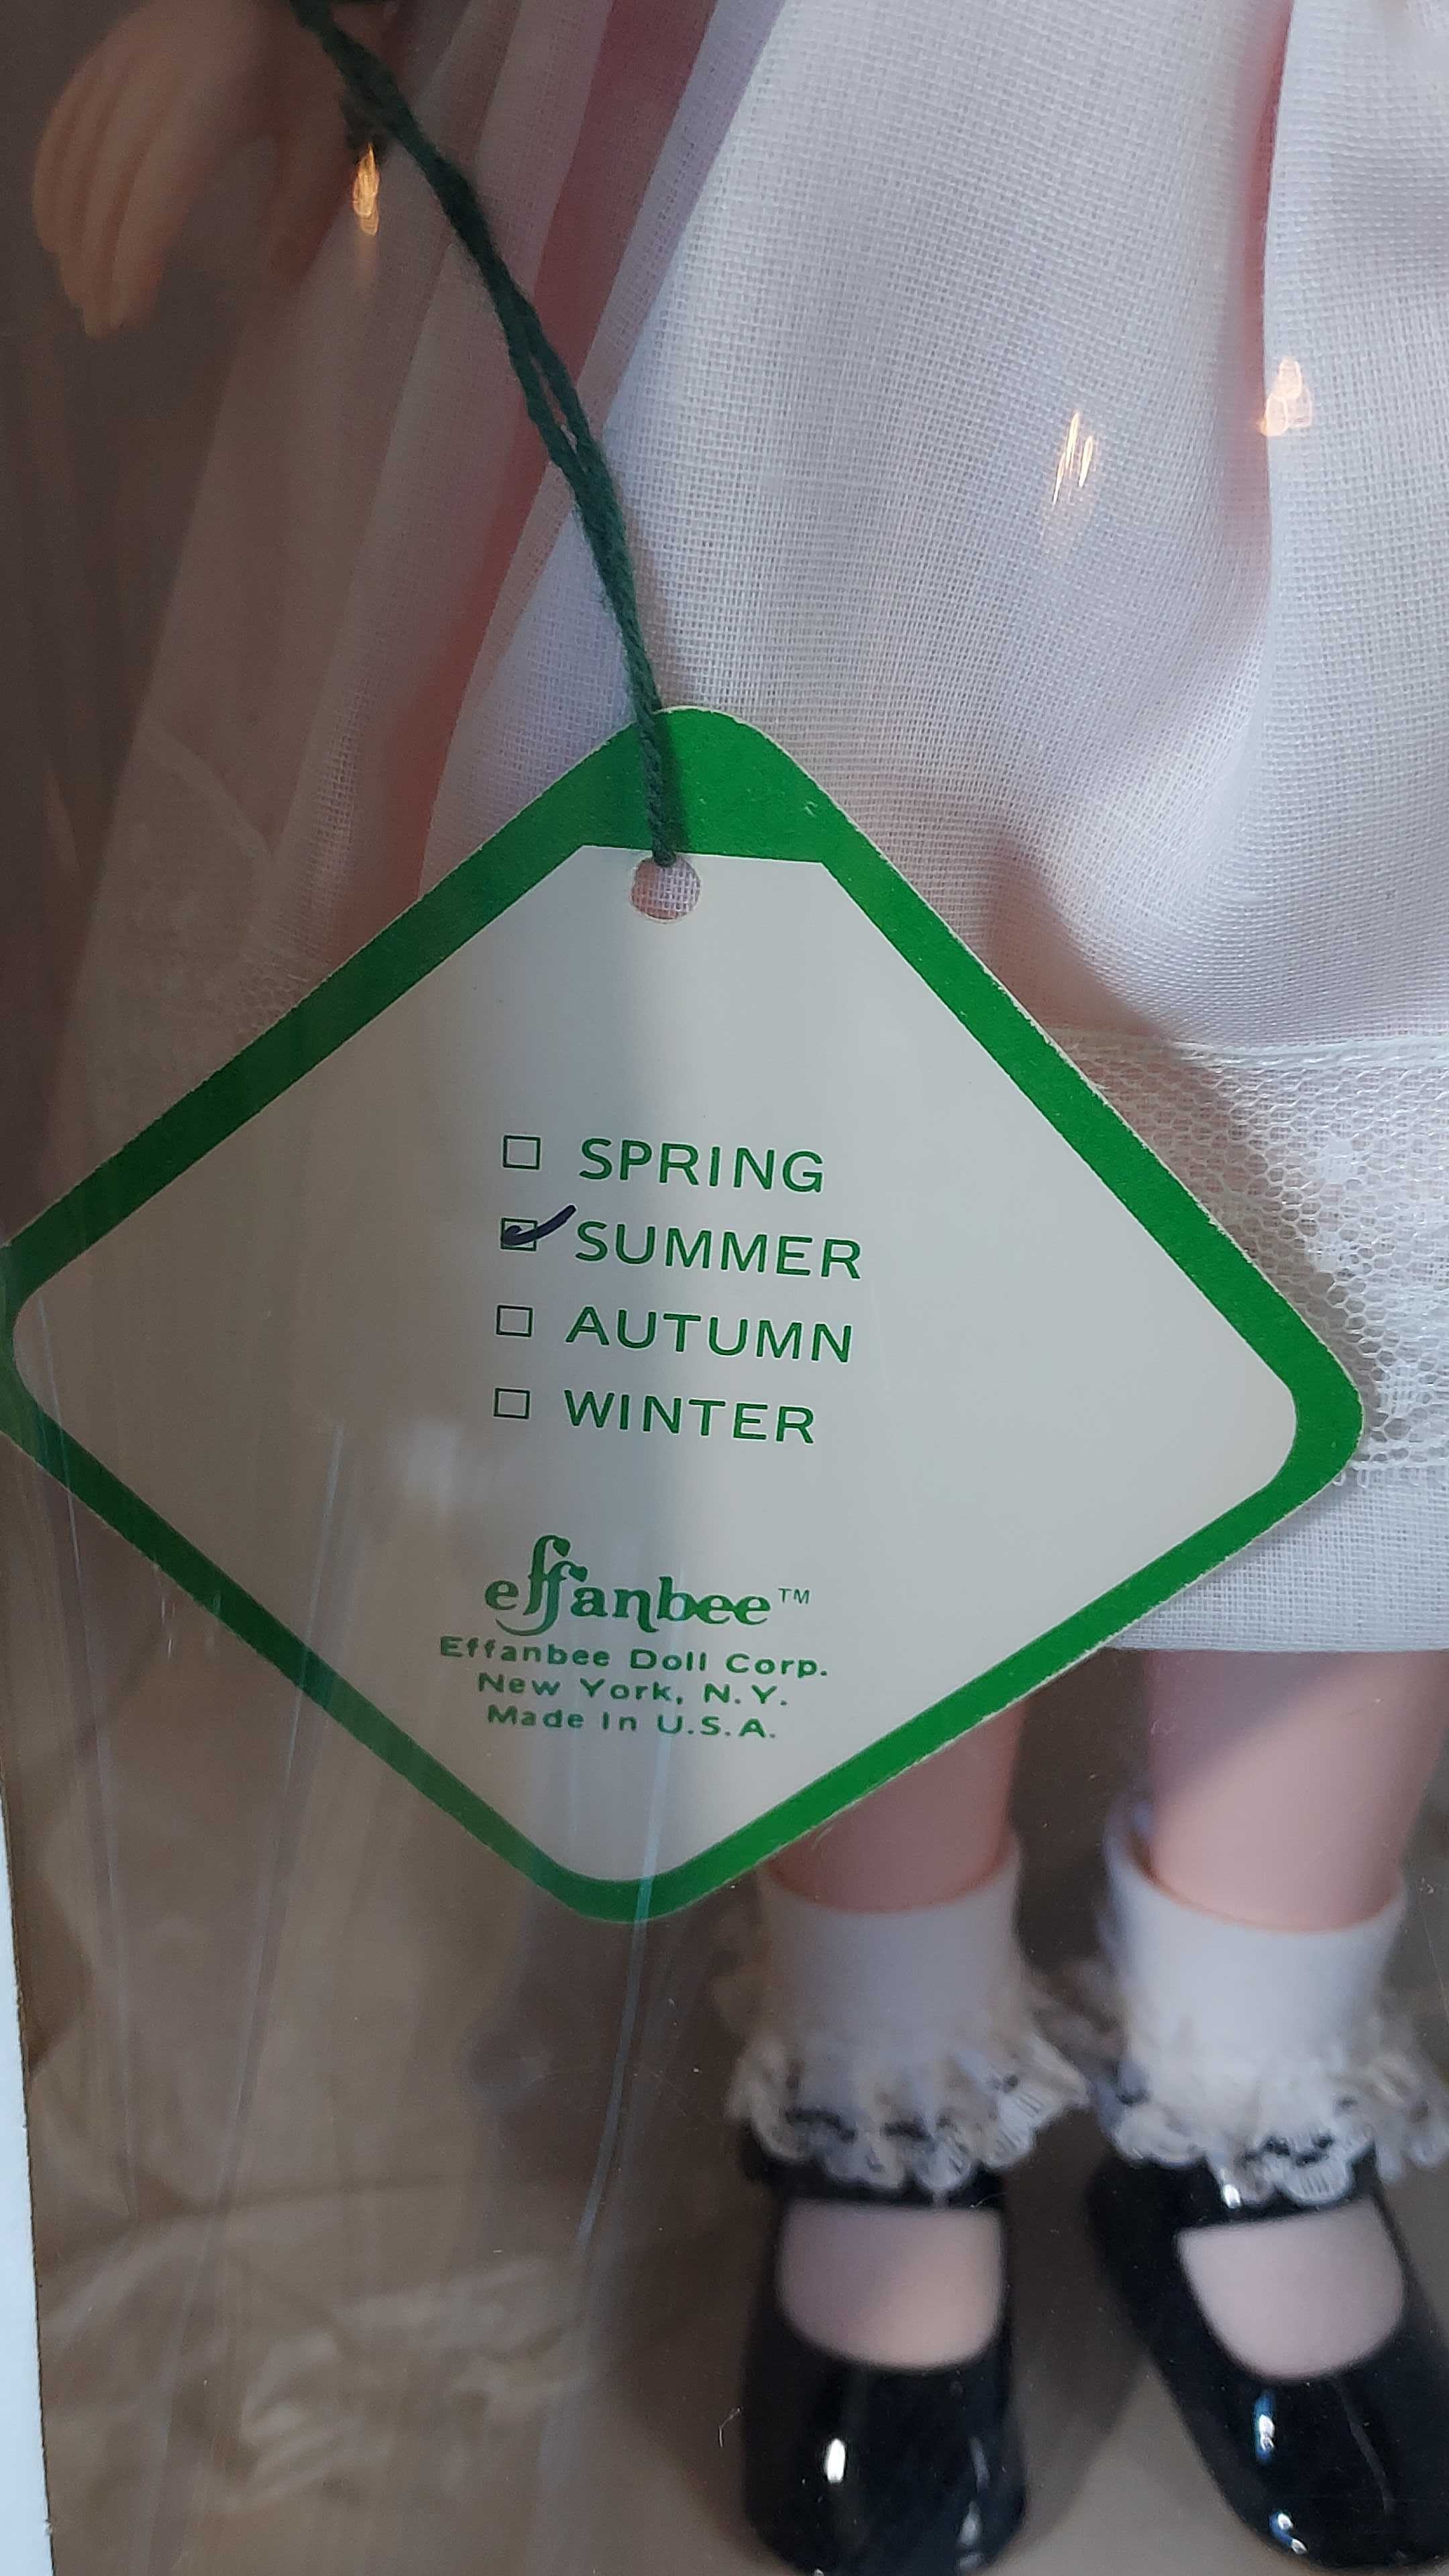 SPRING
SUMMER
AUTUMN
WINTER
effanbee™
Effanbee Doll Corp.
New York, N.Y.
Made In U.S.A.